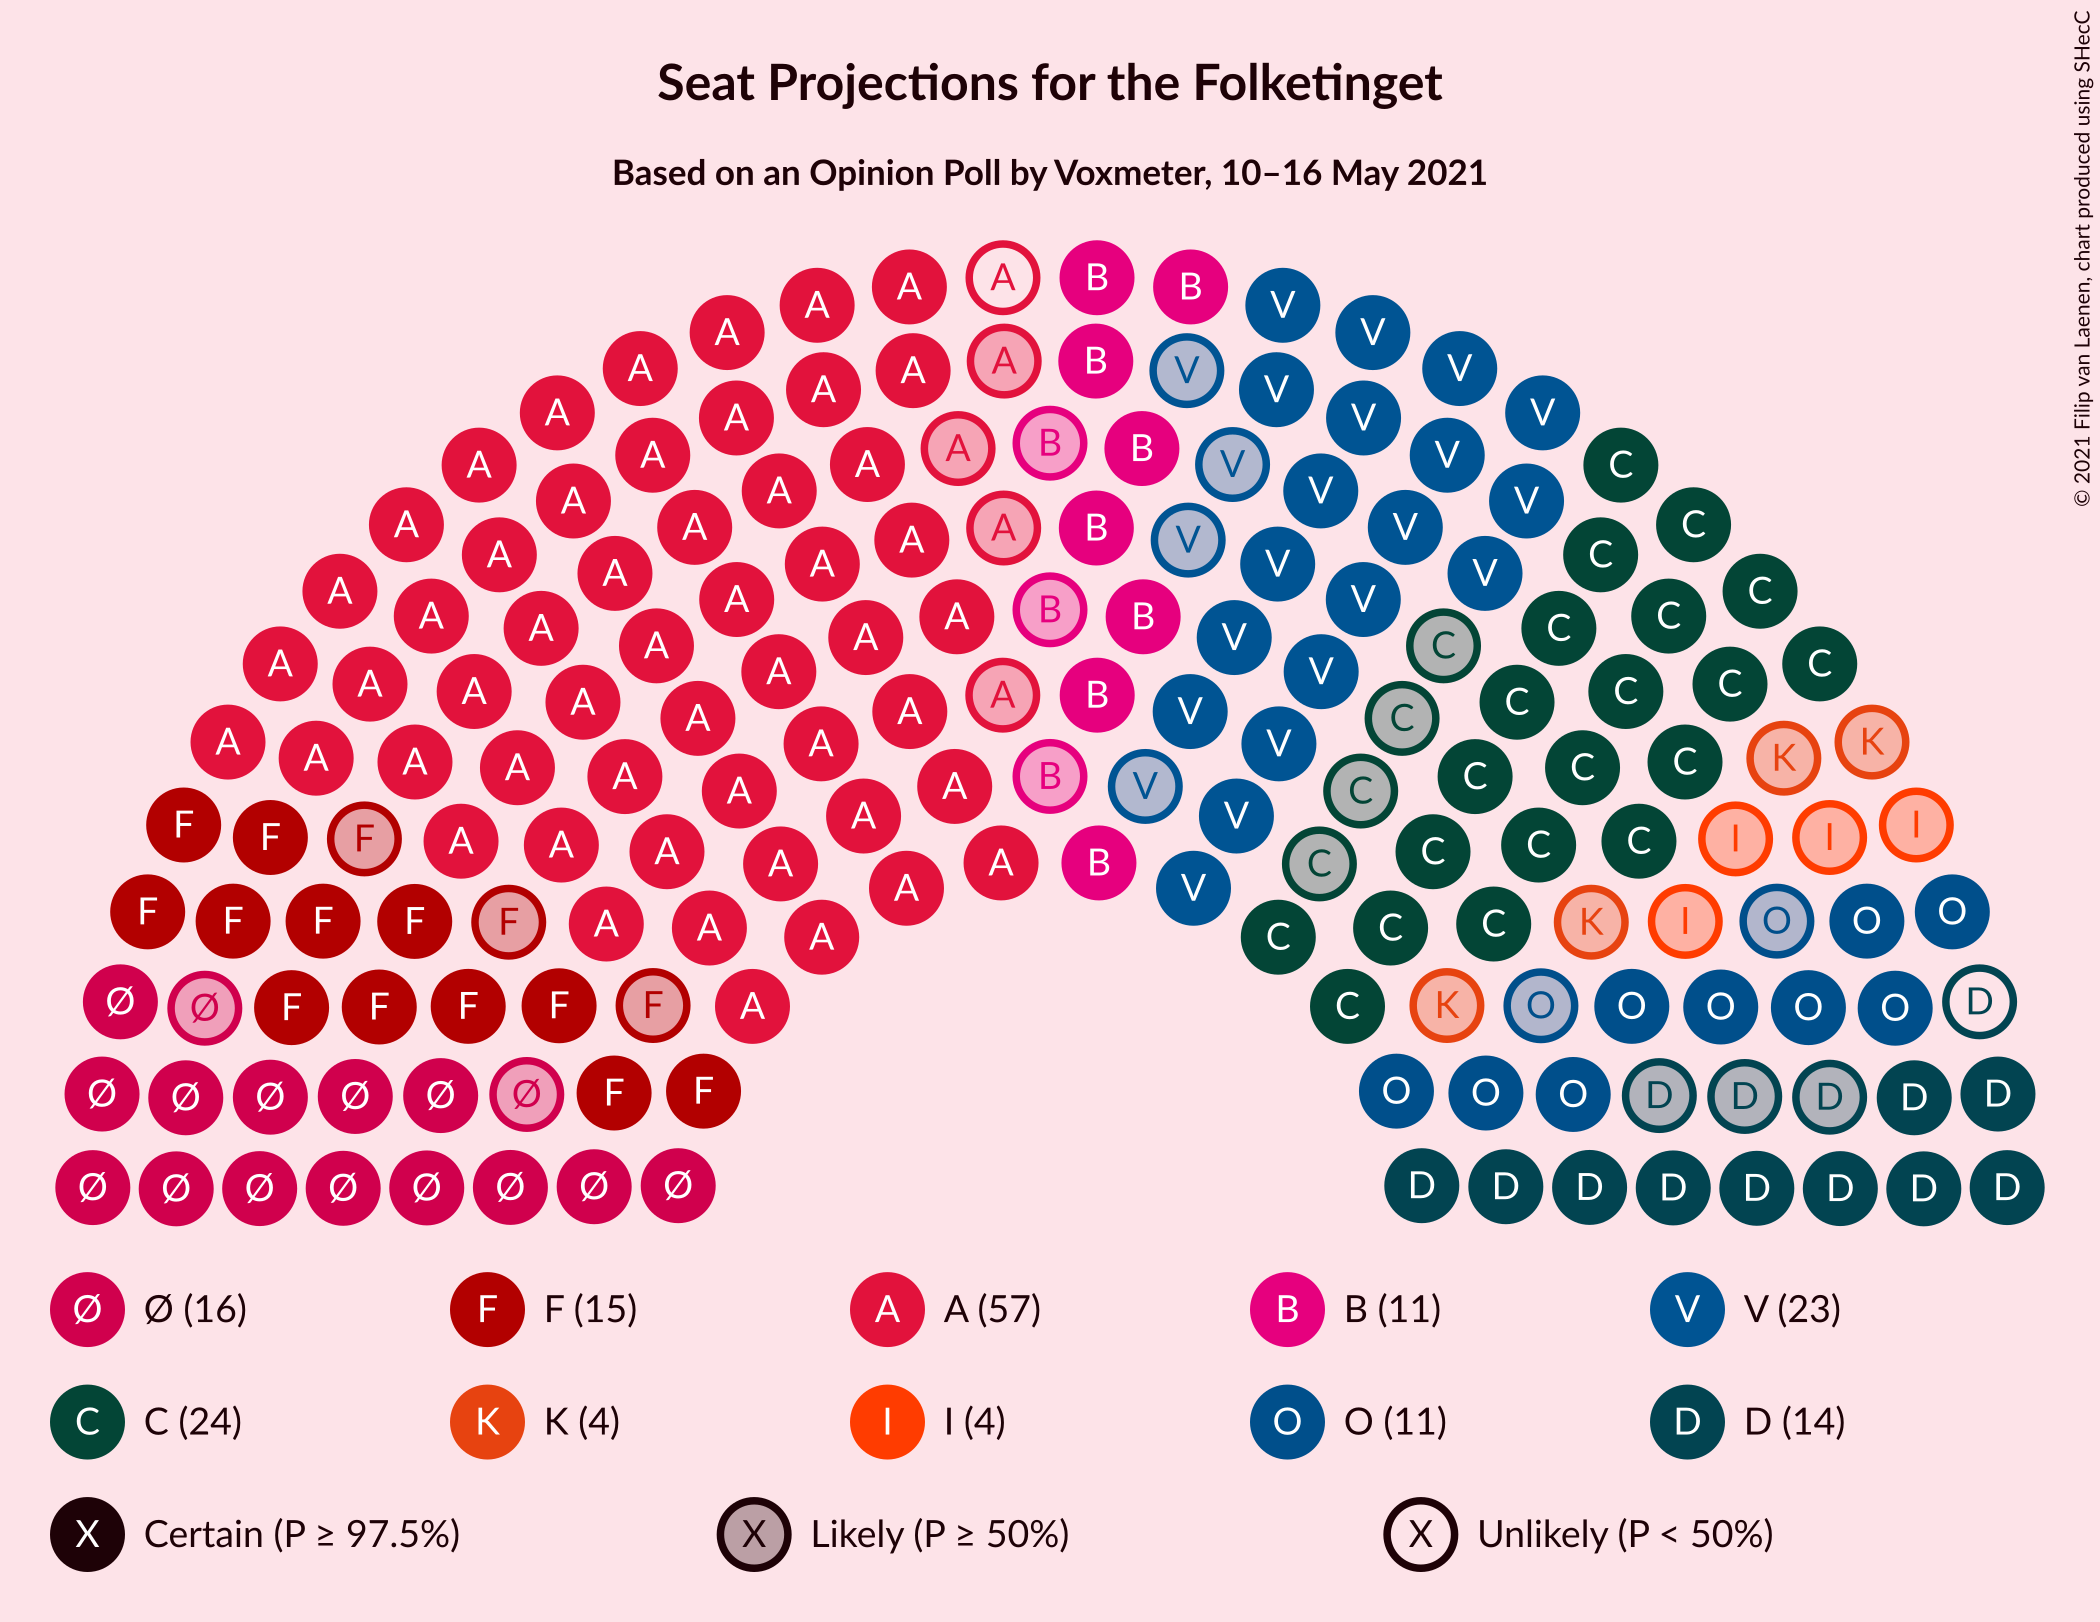 Seat Projections for the Folketinget
Based on an Opinion Poll by Voxmeter, 10–16 May 2021
© 2021 Filip van Laenen, chart produced using SHecC
A A A B B V V
A A A A B V V V V V
A A A A B B V V V V C
A A A A A B V V V V C
A A A A A B B V V V C C
A A A A A A B V V C C C C
A A A A A A A B V V C C C C K K
F F F A A A A A A B V C C C C I I I
F F F F F A A A C C C K I O O O
Ø Ø F F F F F A C K O O O O O D
Ø Ø Ø Ø Ø Ø F F O O O D D D D D
Ø Ø Ø Ø Ø Ø Ø Ø D D D D D D D D
Ø Ø (16) F F (15) A A (57) B B (11) V V (23)
C C (24) K K (4) I I (4) O O (11) D D (14)
X Certain (P ≥ 97.5%) X Likely (P ≥ 50%) X Unlikely (P < 50%)